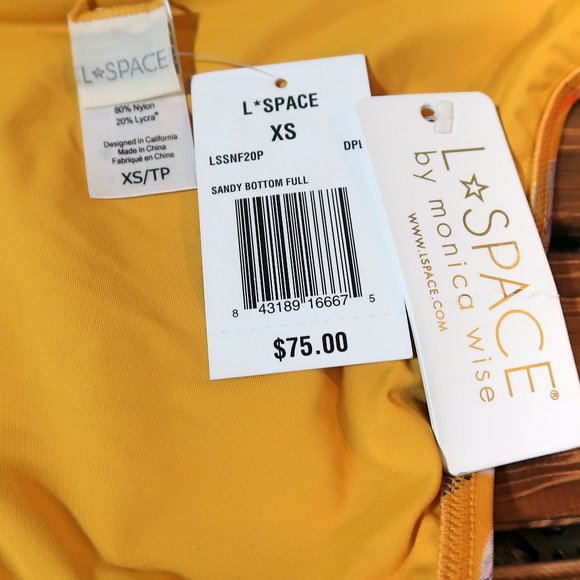 L☆SPACE
80% Nylon
20% Lycra®
Designed in California
Made in China
Fabriqué en Chine
XS/TP
L*SPACE
XS
LSSNF20P DPL
SANDY BOTTOM FULL
8 43189 16667 5
$75.00
L☆SPACE®
by monica wise
www.LSPACE.COM